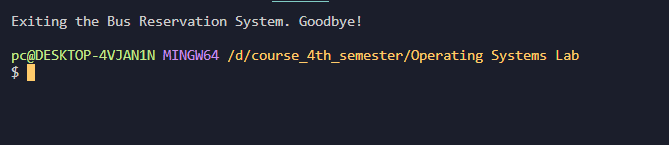 Exiting the Bus Reservation System. Goodbye!
pc@DESKTOP-4VJAN1N MINGW64 /d/course_4th_semester/Operating Systems Lab
$